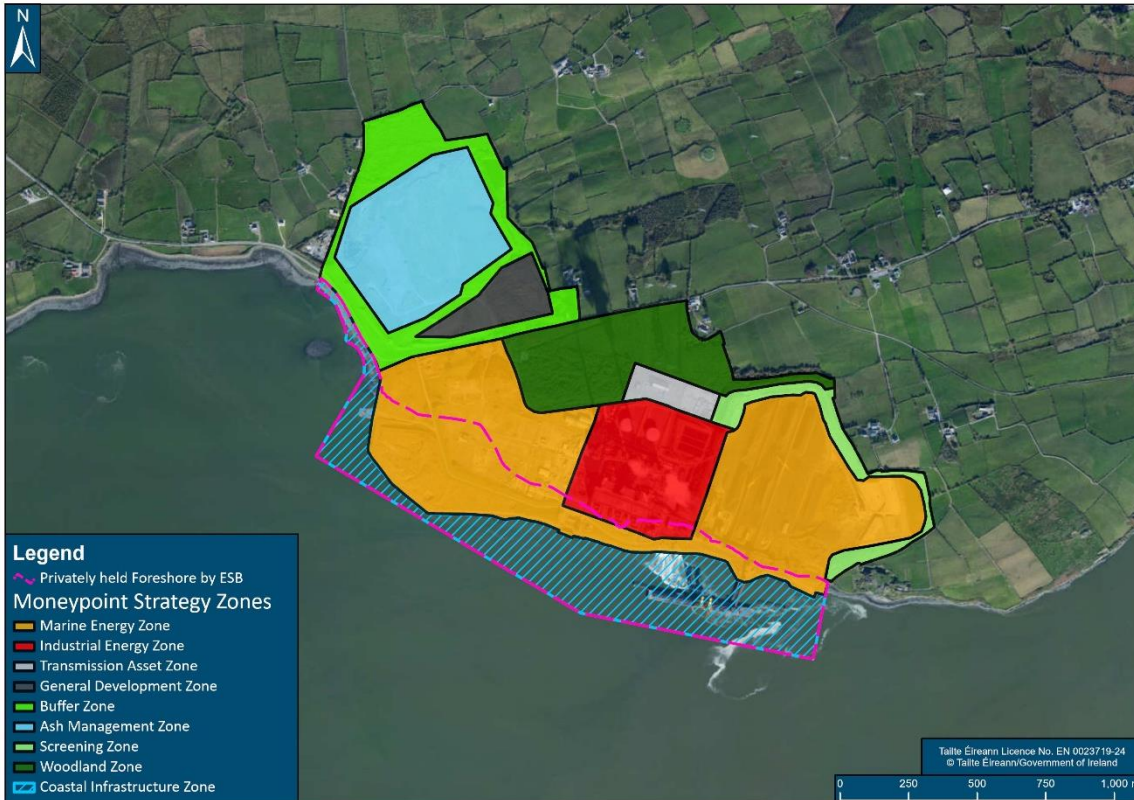 N
Legend
Privately held Foreshore by ESB
Moneypoint Strategy Zones
Marine Energy Zone
Industrial Energy Zone
Transmission Asset Zone
General Development Zone
Buffer Zone
Ash Management Zone
Screening Zone
Woodland Zone
Coastal Infrastructure Zone
Tailte Éireann Licence No. EN 0023719-24
© Tailte Éireann/Government of Ireland
0 250 500 750 1,000 m